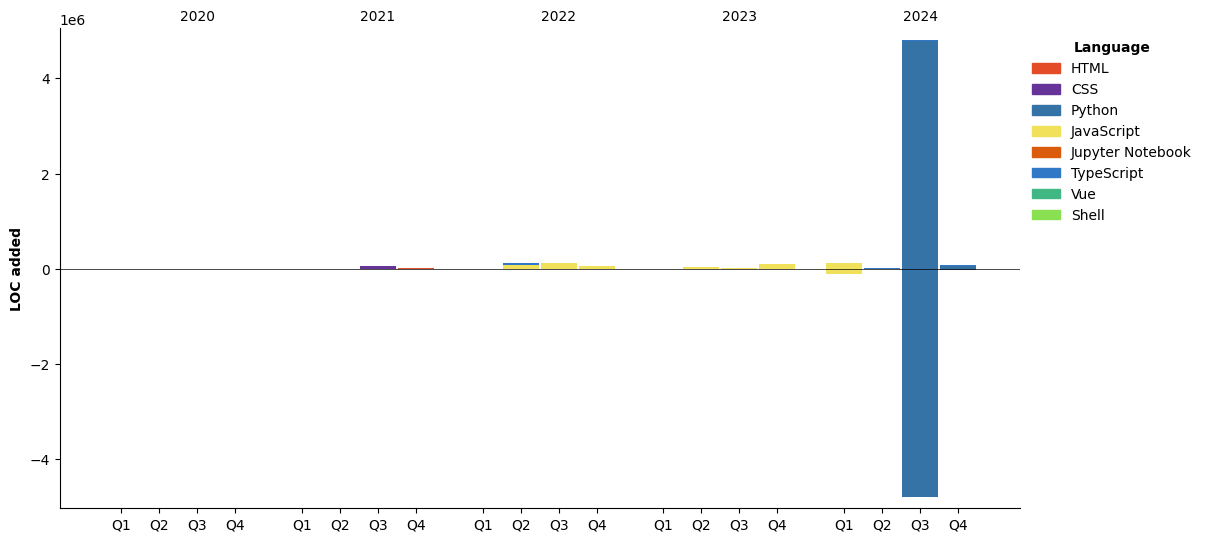 2020 2021 2022 2023 2024
1e6
Language
HTML
CSS
Python
JavaScript
Jupyter Notebook
TypeScript
Vue
Shell
LOC added
4
2
0
−2
−4
Q1 Q2 Q3 Q4 Q1 Q2 Q3 Q4 Q1 Q2 Q3 Q4 Q1 Q2 Q3 Q4 Q1 Q2 Q3 Q4